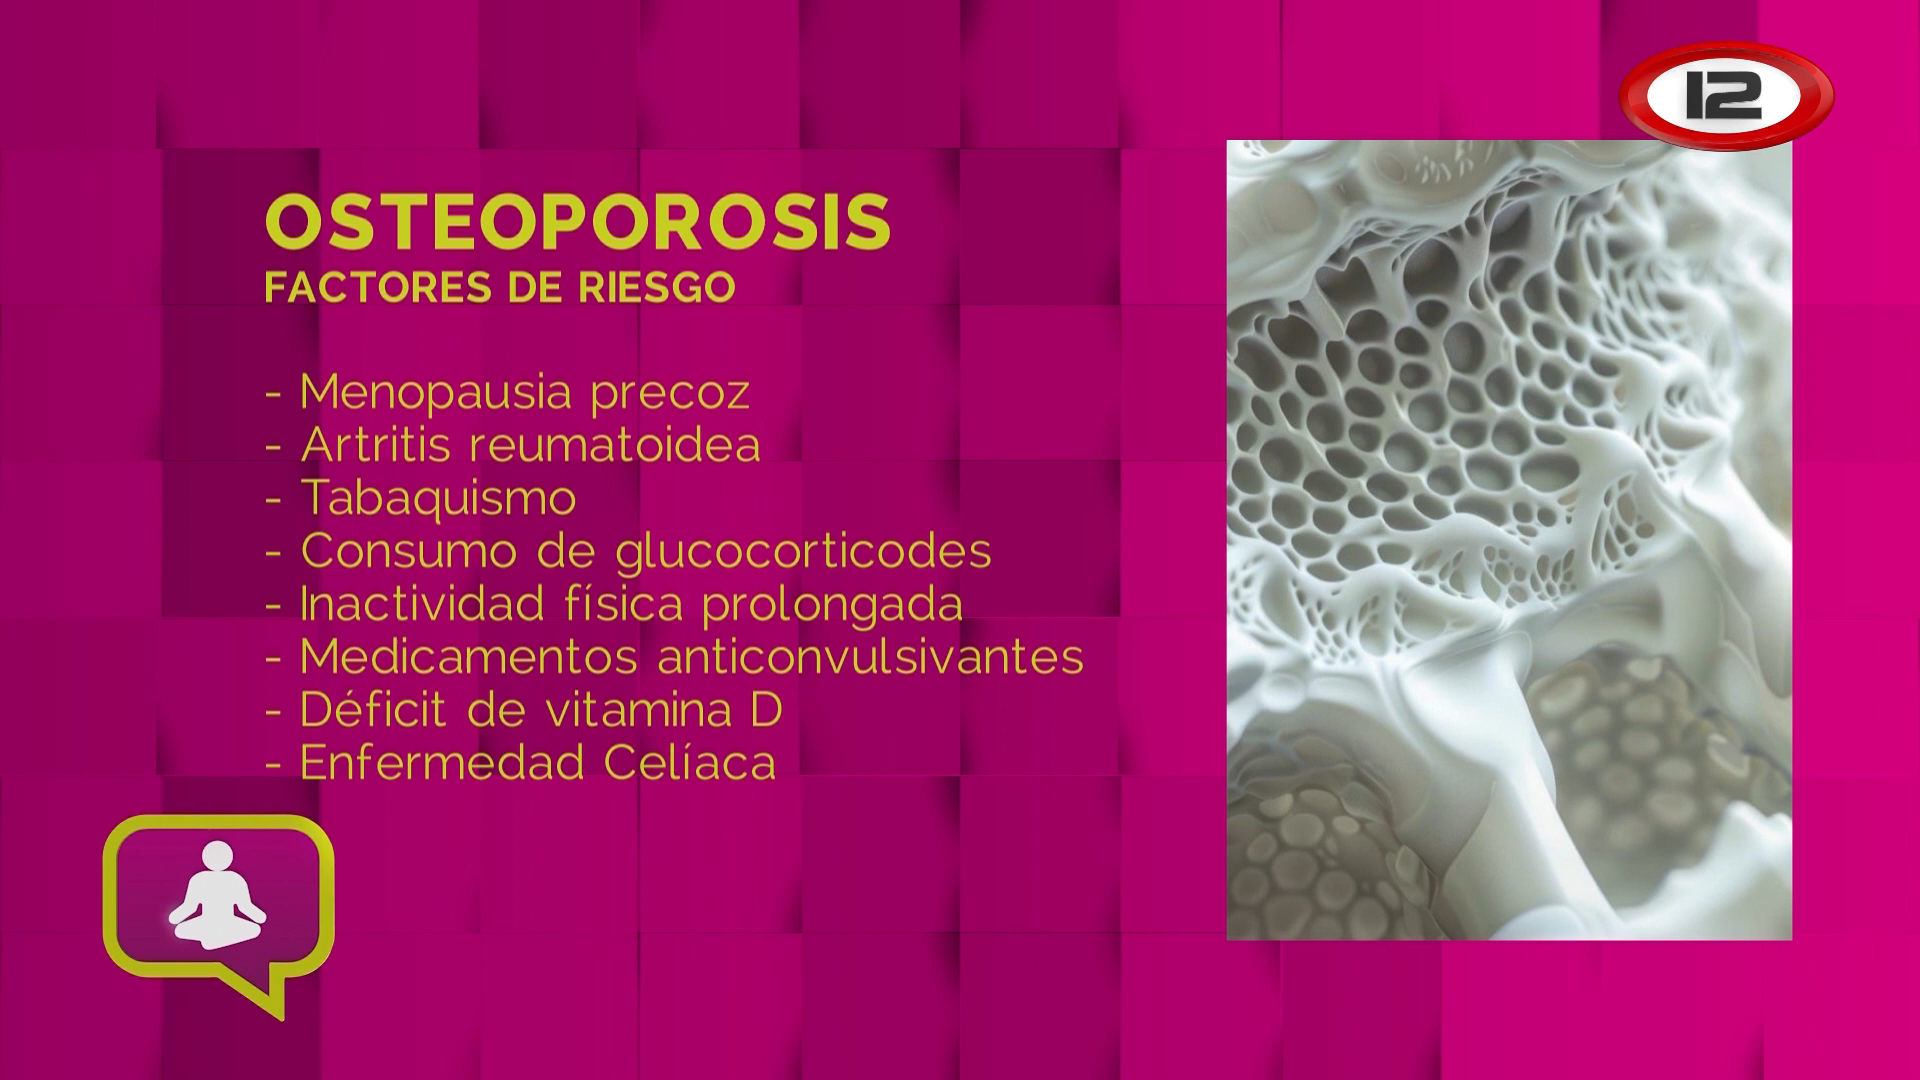 12
OSTEOPOROSIS
FACTORES DE RIESGO
- Menopausia precoz
- Artritis reumatoidea
- Tabaquismo
- Consumo de glucocorticodes
- Inactividad física prolongada
- Medicamentos anticonvulsivantes
- Déficit de vitamina D
- Enfermedad Celíaca